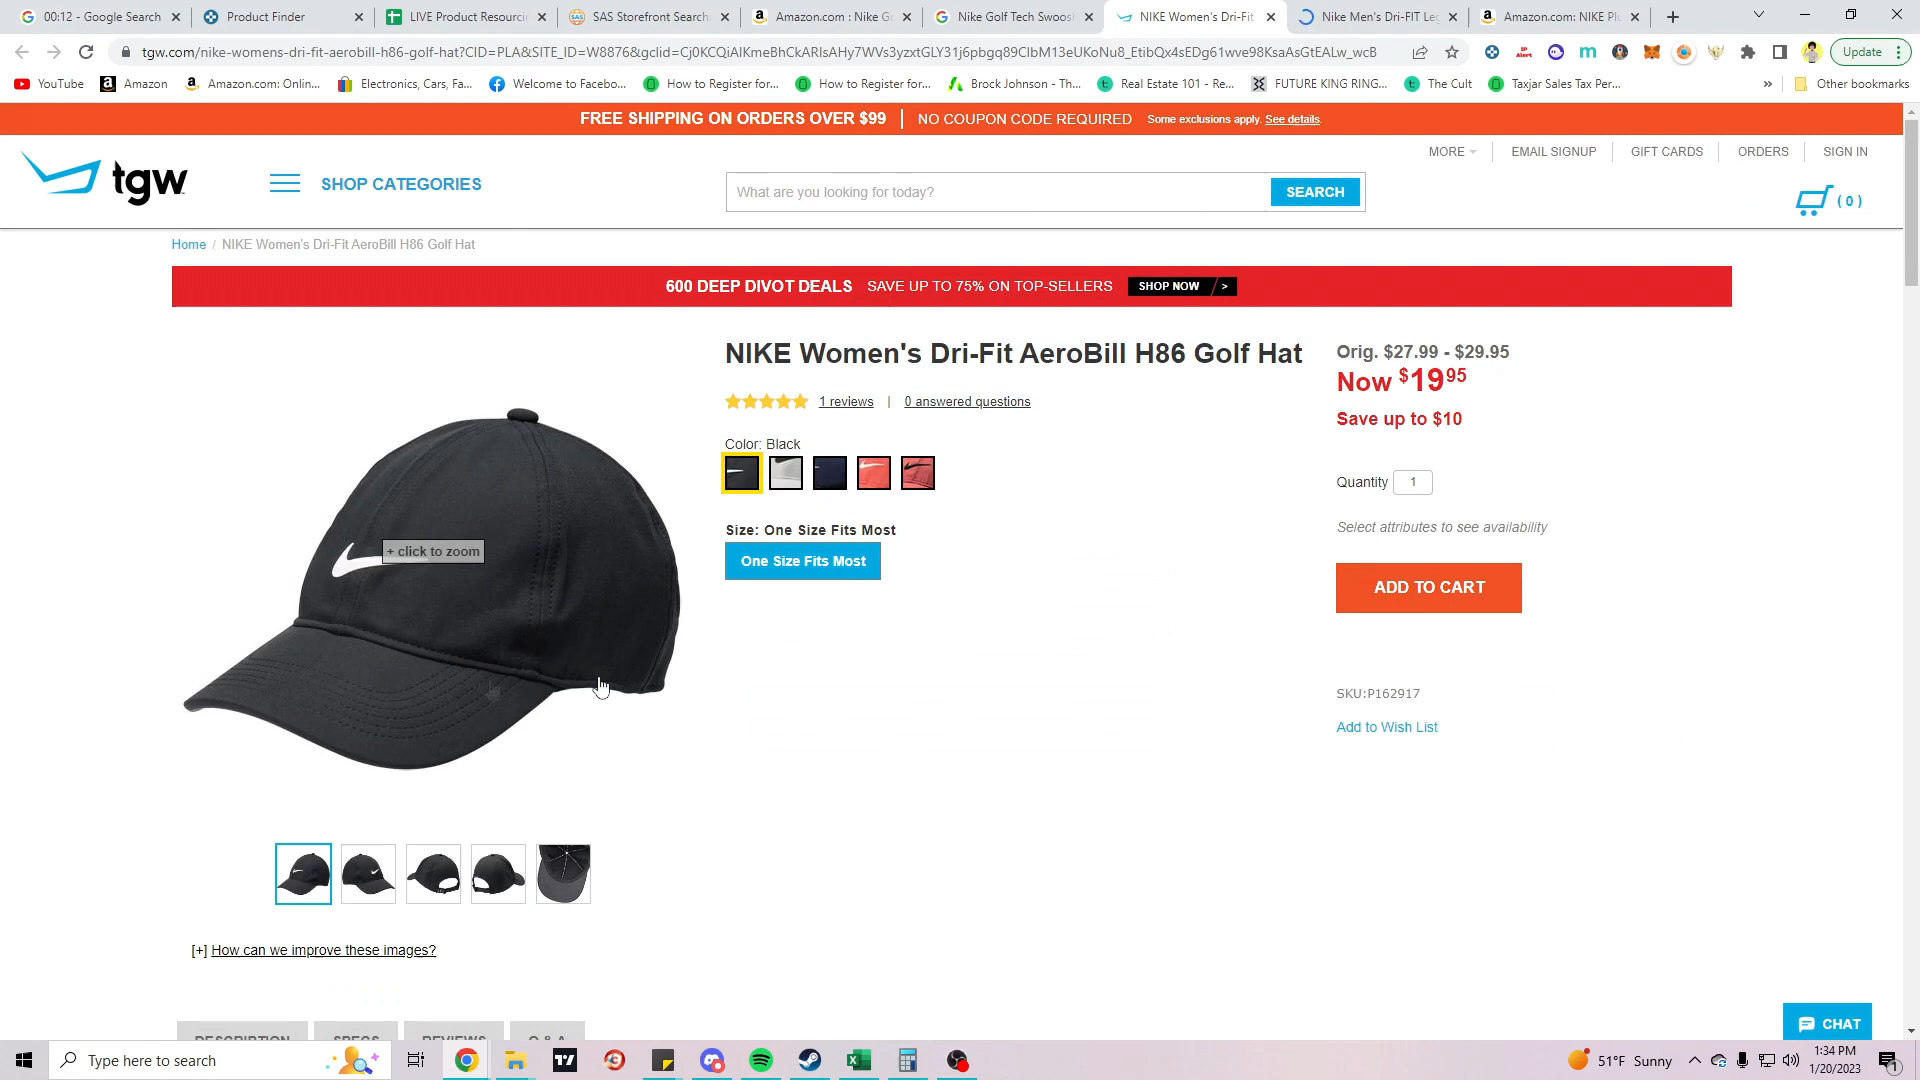 00:12 - Google Search
Product Finder
LIVE Product Resourci
SAS Storefront Search
Amazon.com : Nike Go
Nike Golf Tech Swoosh
NIKE Women's Dri-Fit
Nike Men's Dri-FIT Leg
Amazon.com: NIKE Pl
tgw.com/nike-womens-dri-fit-aerobill-h86-golf-hat?CID=PLA&SITE_ID=W8876&gclid=Cj0KCQiAlKmeBhCkARIsAHy7WVs3yzxtGLY31j6pbgq89ClbM13eUKoNu8_EtibQx4sEDg61wve98KsaAsGtEALw_wcB
Update
YouTube
Amazon
Amazon.com: Onlin...
Electronics, Cars, Fa...
Welcome to Facebo...
How to Register for...
How to Register for...
Brock Johnson - Th...
Real Estate 101 - Re...
FUTURE KING RING...
The Cult
Taxjar Sales Tax Per...
»
Other bookmarks
FREE SHIPPING ON ORDERS OVER $99 | NO COUPON CODE REQUIRED Some exclusions apply. See details.
MORE
EMAIL SIGNUP
GIFT CARDS
ORDERS
SIGN IN
tgw
SHOP CATEGORIES
What are you looking for today?
SEARCH
( 0 )
Home / NIKE Women's Dri-Fit AeroBill H86 Golf Hat
600 DEEP DIVOT DEALS SAVE UP TO 75% ON TOP-SELLERS SHOP NOW / >
NIKE Women's Dri-Fit AeroBill H86 Golf Hat
1 reviews | 0 answered questions
Color: Black
Size: One Size Fits Most
One Size Fits Most
Orig. $27.99 - $29.95
Now $19.95
Save up to $10
Quantity 1
Select attributes to see availability
ADD TO CART
SKU:P162917
Add to Wish List
+ click to zoom
[+] How can we improve these images?
DESCRIPTION
SPECS
REVIEWS
Q & A
CHAT
Type here to search
51°F Sunny
1:34 PM
1/20/2023
1